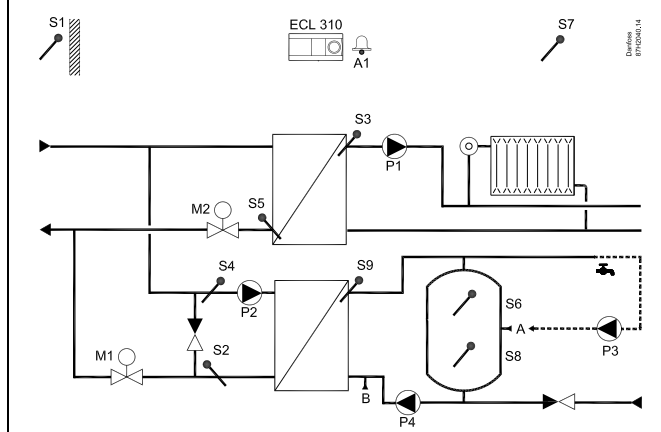 S1
ECL 310
A1
S7
Danfoss
87H2040.14
S3
P1
M2
S5
S4
S9
P2
S6
A
P3
M1
S2
S8
B
P4